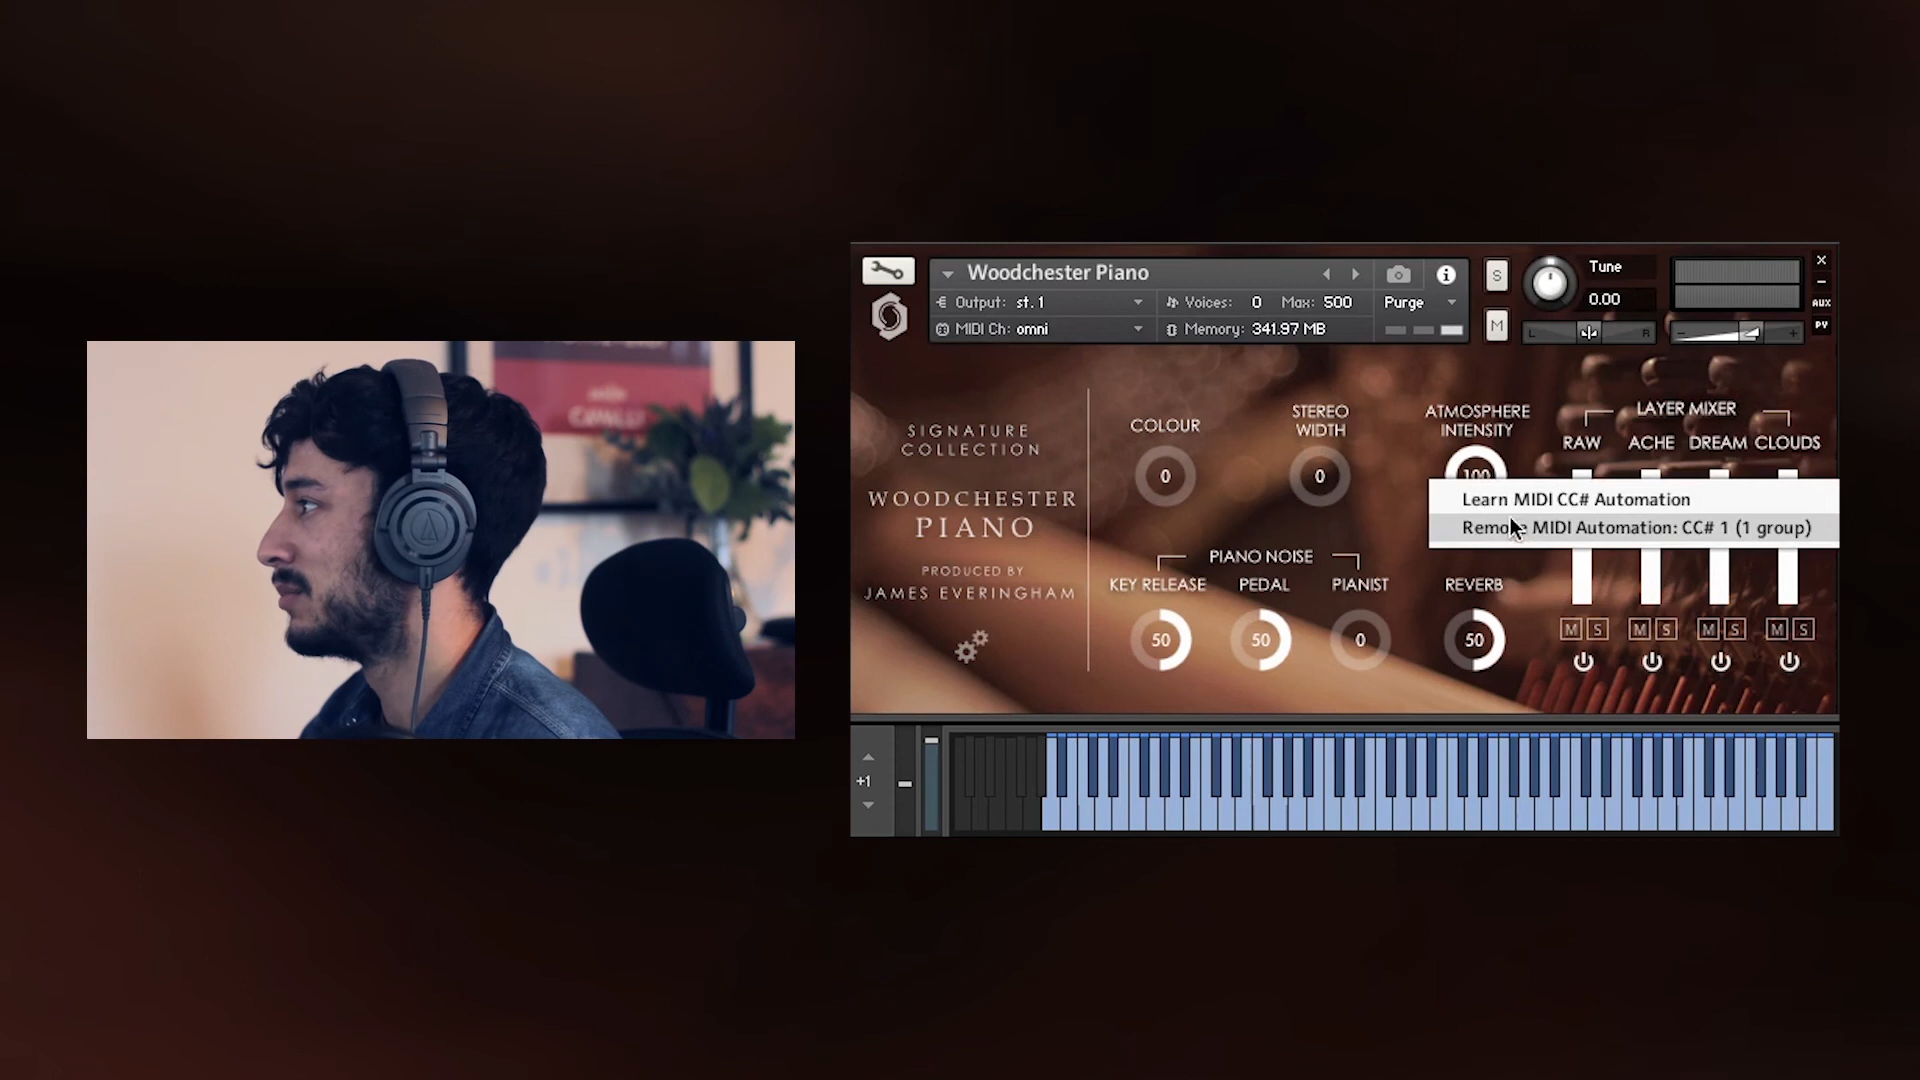 Woodchester Piano
Output: st. 1
Voices: 0 Max: 500
Purge
MIDI Ch: omni
Memory: 341.97 MB
S
M
Tune
0.00
L
R
AUX
PV
SIGNATURE
COLLECTION
WOODCHESTER
PIANO
PRODUCED BY
JAMES EVERINGHAM
COLOUR
0
STEREO
WIDTH
0
ATMOSPHERE
INTENSITY
100
LAYER MIXER
RAW ACHE DREAM CLOUDS
Learn MIDI CC# Automation
Remove MIDI Automation: CC# 1 (1 group)
PIANO NOISE
KEY RELEASE PEDAL PIANIST
50 50 0
REVERB
50
M S M S M S M S
+1